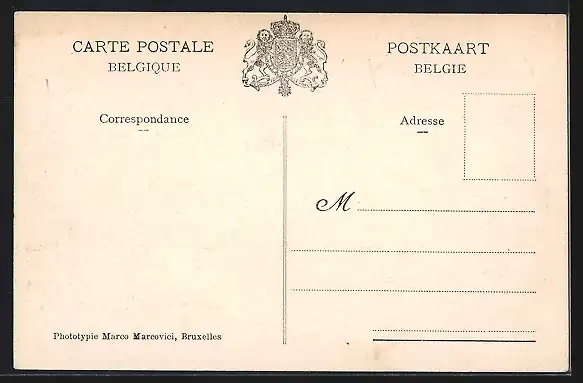 CARTE POSTALE
BELGIQUE
POSTKAART
BELGIE
Correspondance
Adresse
M
Phototypie Marco Marcovici, Bruxelles